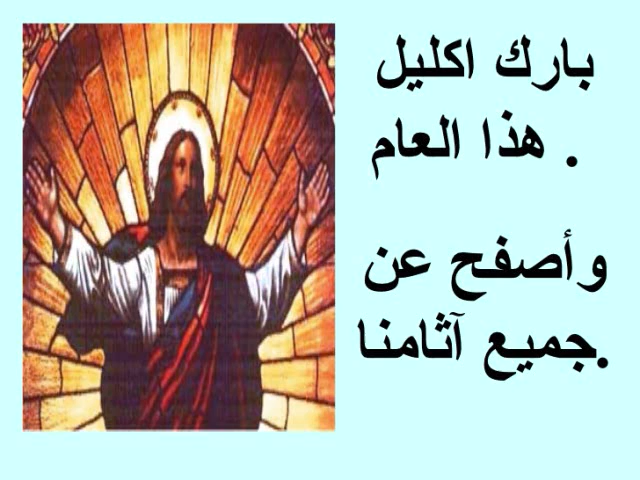 بارك اكليل
هذا العام .
وأصفح عن
جميع آثامنا.